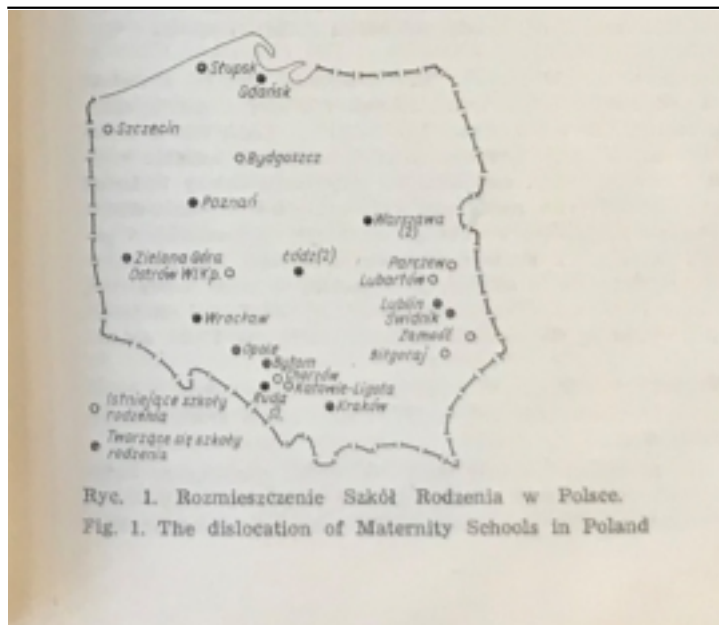 Słupsk
Gdańsk
Szczecin
Bydgoszcz
Poznań
Warszawa
(2)
Zielona Góra
Łódź(2)
Ostrów Wlkp.
Parczew
Lubartów
Lublin
Świdnik
Wrocław
Zamość
Opole
Biłgoraj
Bytom
Chorzów
Katowice-Ligota
Ruda
Śl.
Kraków
Istniejące szkoły
rodzenia
Tworzące się szkoły
rodzenia
Ryc. 1. Rozmieszczenie Szkół Rodzenia w Polsce.
Fig. 1. The dislocation of Maternity Schools in Poland